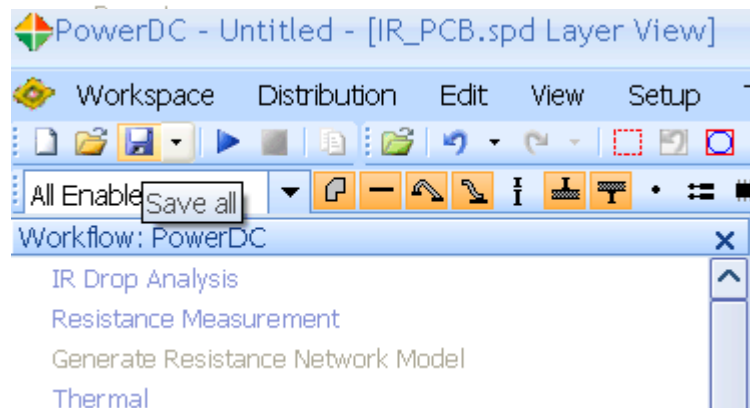 PowerDC - Untitled - [IR_PCB.spd Layer View]
Workspace Distribution Edit View Setup
All Enable
Save all
Workflow: PowerDC
IR Drop Analysis
Resistance Measurement
Generate Resistance Network Model
Thermal